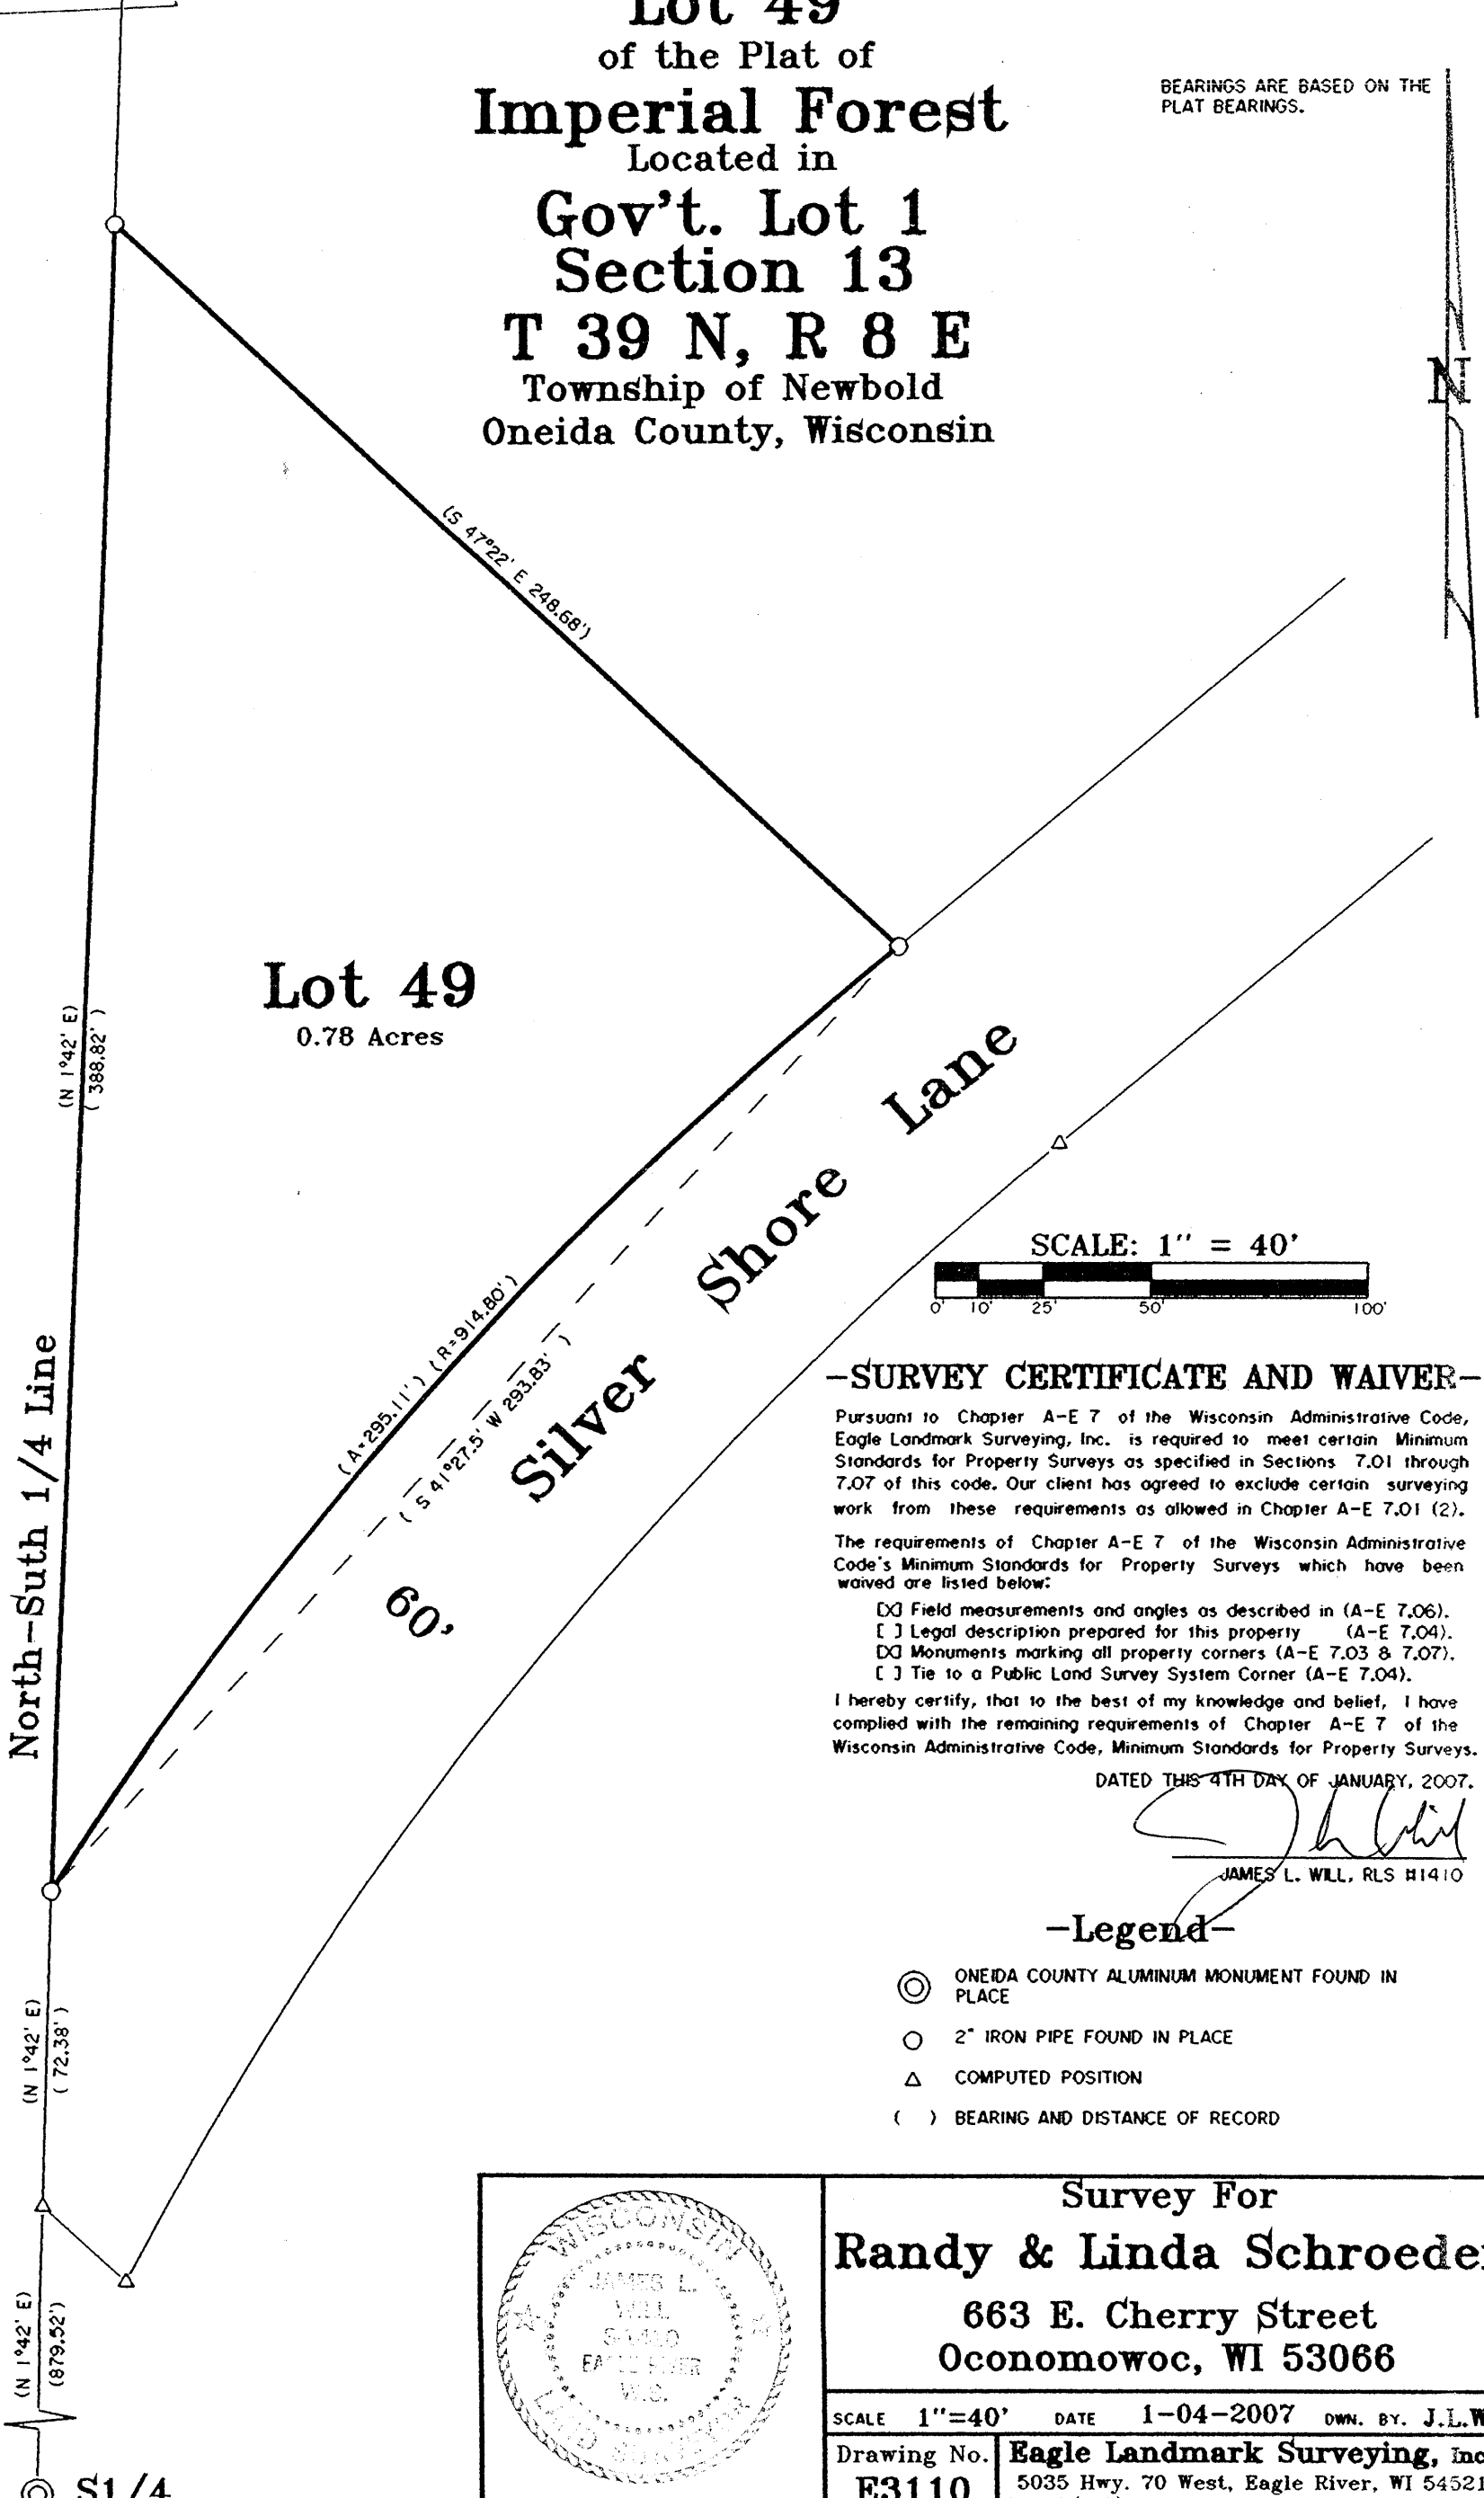 Lot 49
of the Plat of
Imperial Forest
Located in
Gov't. Lot 1
Section 13
T 39 N, R 8 E
Township of Newbold
Oneida County, Wisconsin
BEARINGS ARE BASED ON THE
PLAT BEARINGS.
N
(S 47°22' E 248.68')
(N 1°42' E)
( 388.82' )
Lot 49
0.78 Acres
(A=295.11') (R=914.80')
( S 41°27.5' W 293.83' )
Silver Shore Lane
60'
North-Suth 1/4 Line
(N 1°42' E)
( 72.38' )
(N 1°42' E)
(879.52')
S1/4
SCALE: 1" = 40'
0' 10' 25' 50' 100'
-SURVEY CERTIFICATE AND WAIVER-
Pursuant to Chapter A-E 7 of the Wisconsin Administrative Code,
Eagle Landmark Surveying, Inc. is required to meet certain Minimum
Standards for Property Surveys as specified in Sections 7.01 through
7.07 of this code. Our client has agreed to exclude certain surveying
work from these requirements as allowed in Chapter A-E 7.01 (2).
The requirements of Chapter A-E 7 of the Wisconsin Administrative
Code's Minimum Standards for Property Surveys which have been
waived are listed below:
[X] Field measurements and angles as described in (A-E 7.06).
[ ] Legal description prepared for this property (A-E 7.04).
[X] Monuments marking all property corners (A-E 7.03 & 7.07).
[ ] Tie to a Public Land Survey System Corner (A-E 7.04).
I hereby certify, that to the best of my knowledge and belief, I have
complied with the remaining requirements of Chapter A-E 7 of the
Wisconsin Administrative Code, Minimum Standards for Property Surveys.
DATED THIS 4TH DAY OF JANUARY, 2007.
JAMES L. WILL, RLS #1410
-Legend-
ONEIDA COUNTY ALUMINUM MONUMENT FOUND IN
PLACE
2" IRON PIPE FOUND IN PLACE
COMPUTED POSITION
( ) BEARING AND DISTANCE OF RECORD
WISCONSIN
JAMES L.
WILL
EAGLE RIVER
WIS.
LAND SURVEYOR
Survey For
Randy & Linda Schroeder
663 E. Cherry Street
Oconomowoc, WI 53066
SCALE 1"=40' DATE 1-04-2007 DWN. BY. J.L.W
Drawing No.
E3110
Eagle Landmark Surveying, Inc
5035 Hwy. 70 West, Eagle River, WI 54521